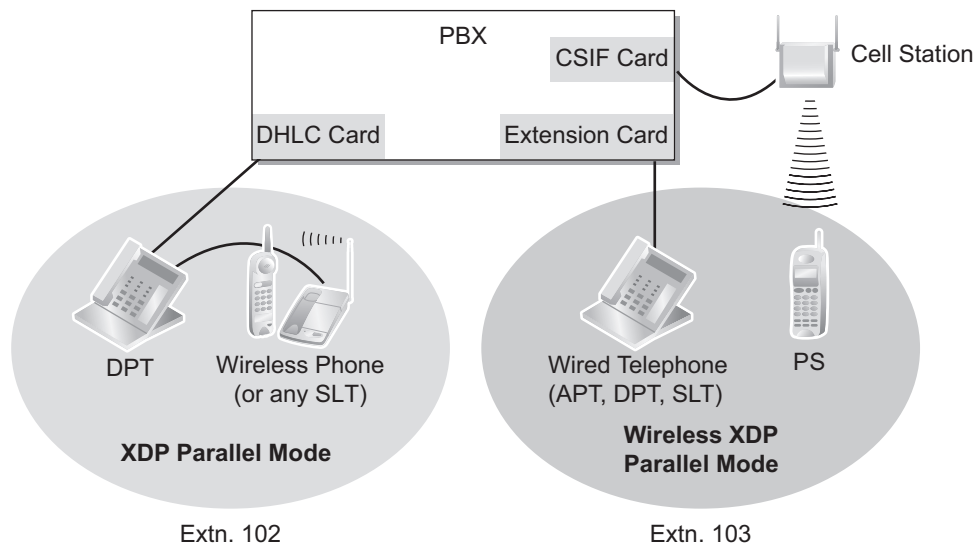 PBX
CSIF Card
Cell Station
DHLC Card
Extension Card
DPT
Wireless Phone
(or any SLT)
Wired Telephone
(APT, DPT, SLT)
PS
XDP Parallel Mode
Wireless XDP
Parallel Mode
Extn. 102
Extn. 103